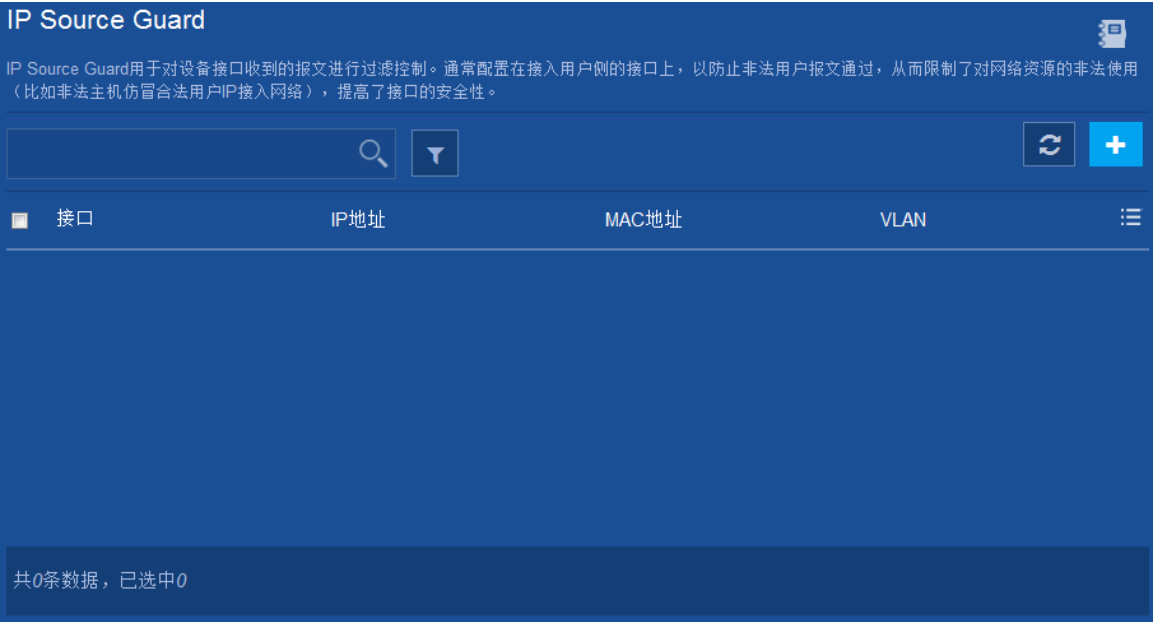 IP Source Guard
IP Source Guard用于对设备接口收到的报文进行过滤控制。通常配置在接入用户侧的接口上，以防止非法用户报文通过，从而限制了对网络资源的非法使用
（比如非法主机仿冒合法用户IP接入网络），提高了接口的安全性。
接口 IP地址 MAC地址 VLAN
共0条数据，已选中0